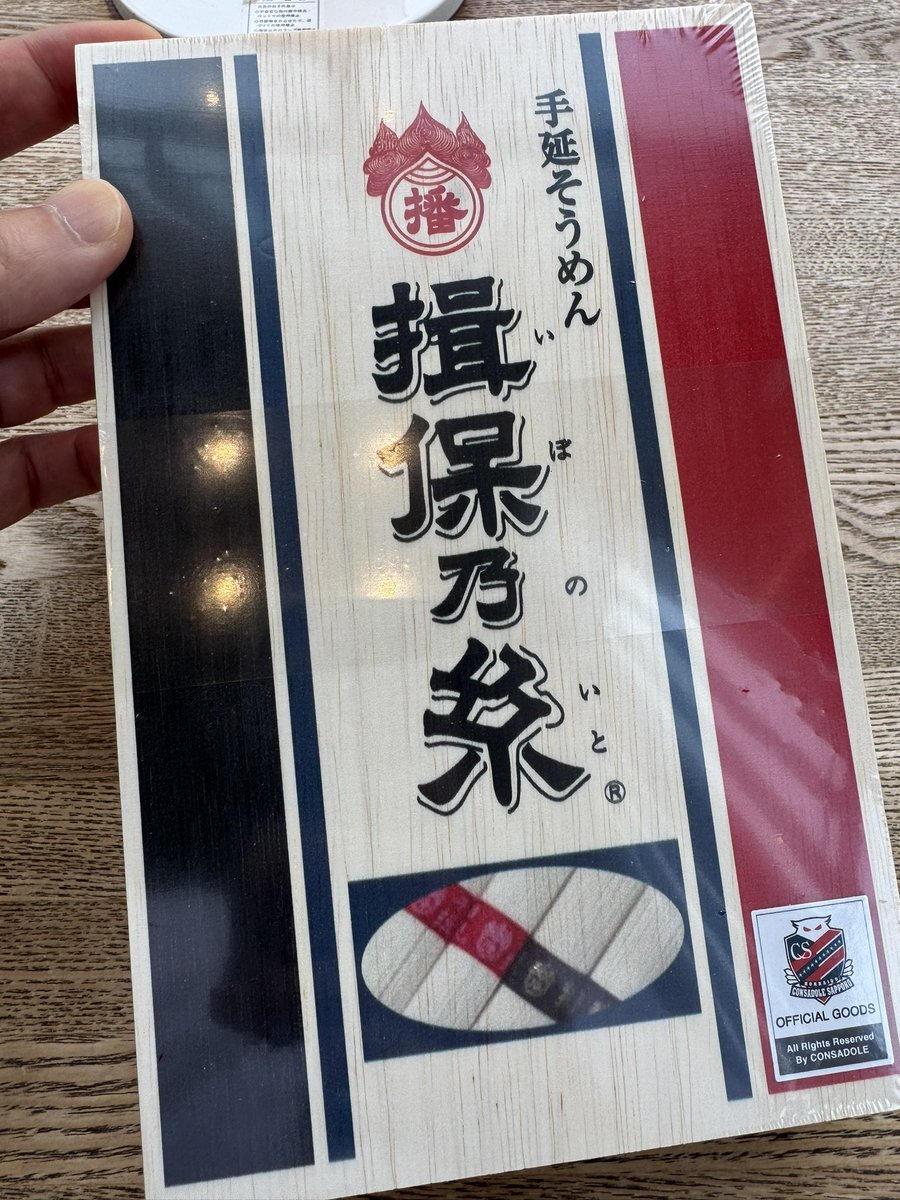 手延そうめん
播
揖保乃糸
いぼのいと
®
CS
HOKKAIDO
CONSADOLE SAPPORO
OFFICIAL GOODS
All Rights Reserved
By CONSADOLE